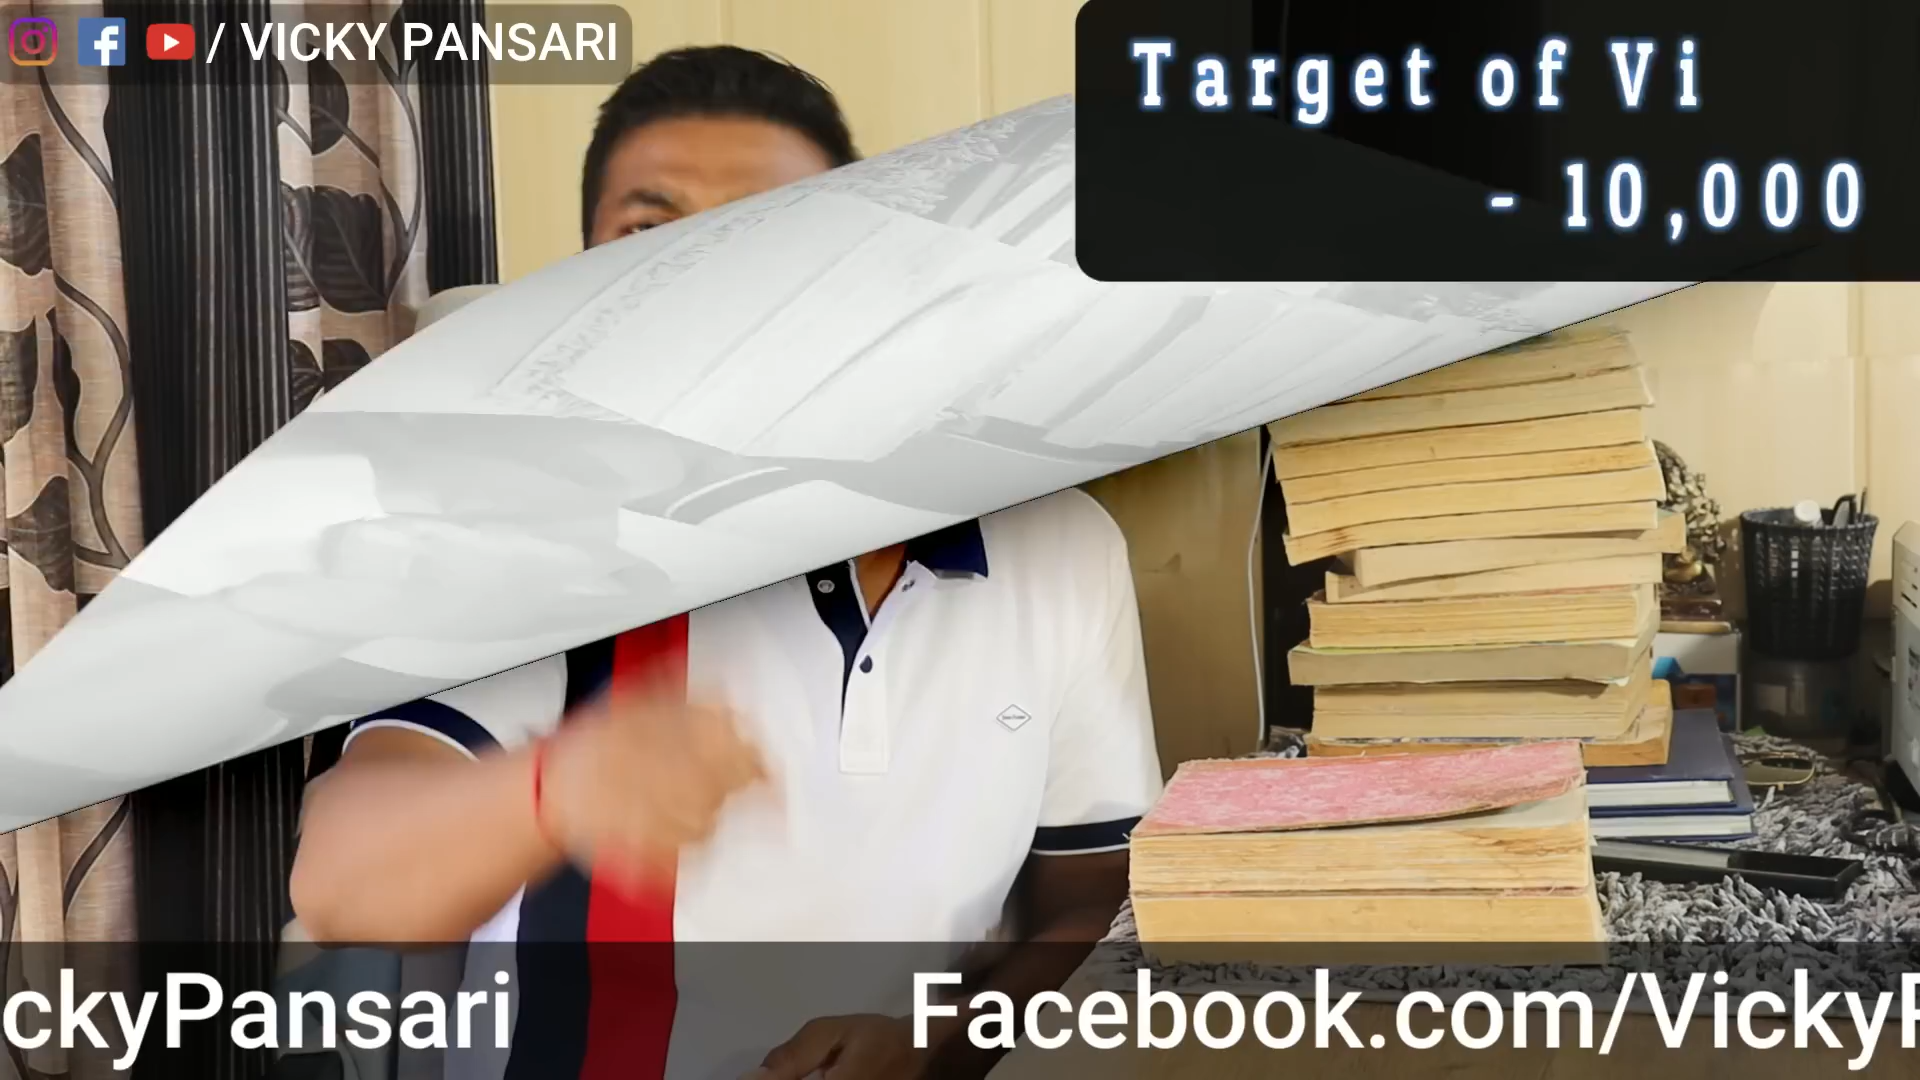 / VICKY PANSARI
Target of Vi
- 10,000
ckyPansari
Facebook.com/VickyP